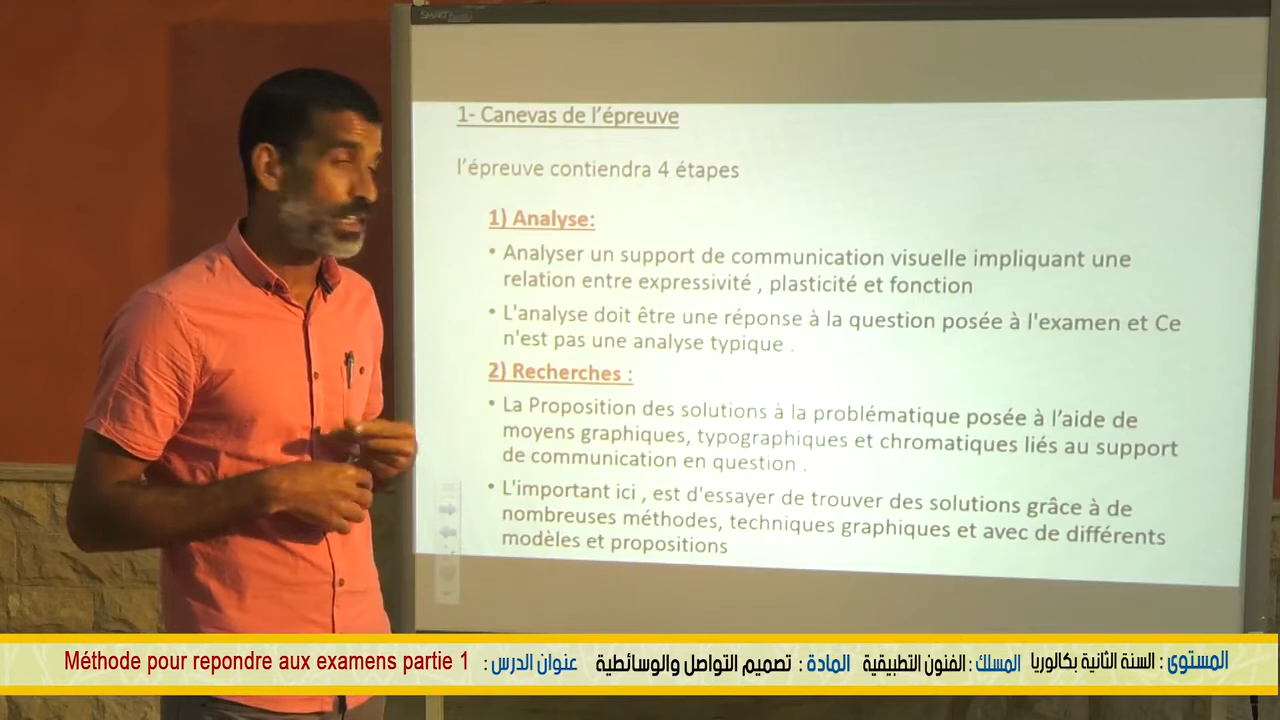 SMART
1- Canevas de l'épreuve
l'épreuve contiendra 4 étapes
1) Analyse:
• Analyser un support de communication visuelle impliquant une
relation entre expressivité , plasticité et fonction
• L'analyse doit être une réponse à la question posée à l'examen et Ce
n'est pas une analyse typique .
2) Recherches :
• La Proposition des solutions à la problématique posée à l'aide de
moyens graphiques, typographiques et chromatiques liés au support
de communication en question .
• L'important ici , est d'essayer de trouver des solutions grâce à de
nombreuses méthodes, techniques graphiques et avec de différents
modèles et propositions
المستوى : السنة الثانية بكالوريا المسلك : الفنون التطبيقية المادة : تصميم التواصل والوسائطية عنوان الدرس : Méthode pour repondre aux examens partie 1